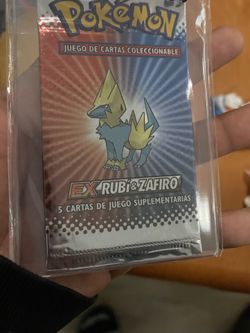 POKéMON
JUEGO DE CARTAS COLECCIONABLE
EX RUBÍ & ZAFIRO
5 CARTAS DE JUEGO SUPLEMENTARIAS